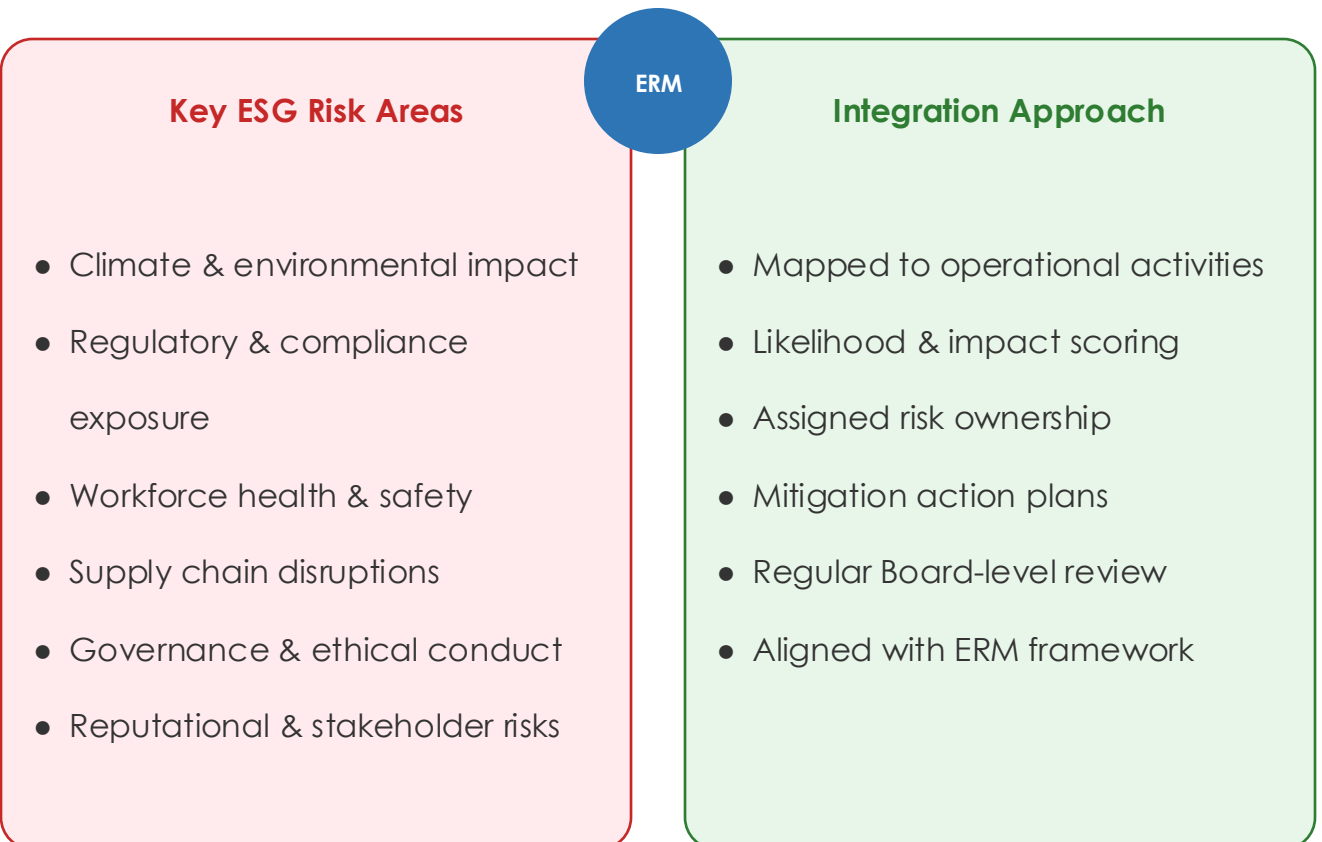 ERM
Key ESG Risk Areas
● Climate & environmental impact
● Regulatory & compliance
exposure
● Workforce health & safety
● Supply chain disruptions
● Governance & ethical conduct
● Reputational & stakeholder risks
Integration Approach
● Mapped to operational activities
● Likelihood & impact scoring
● Assigned risk ownership
● Mitigation action plans
● Regular Board-level review
● Aligned with ERM framework